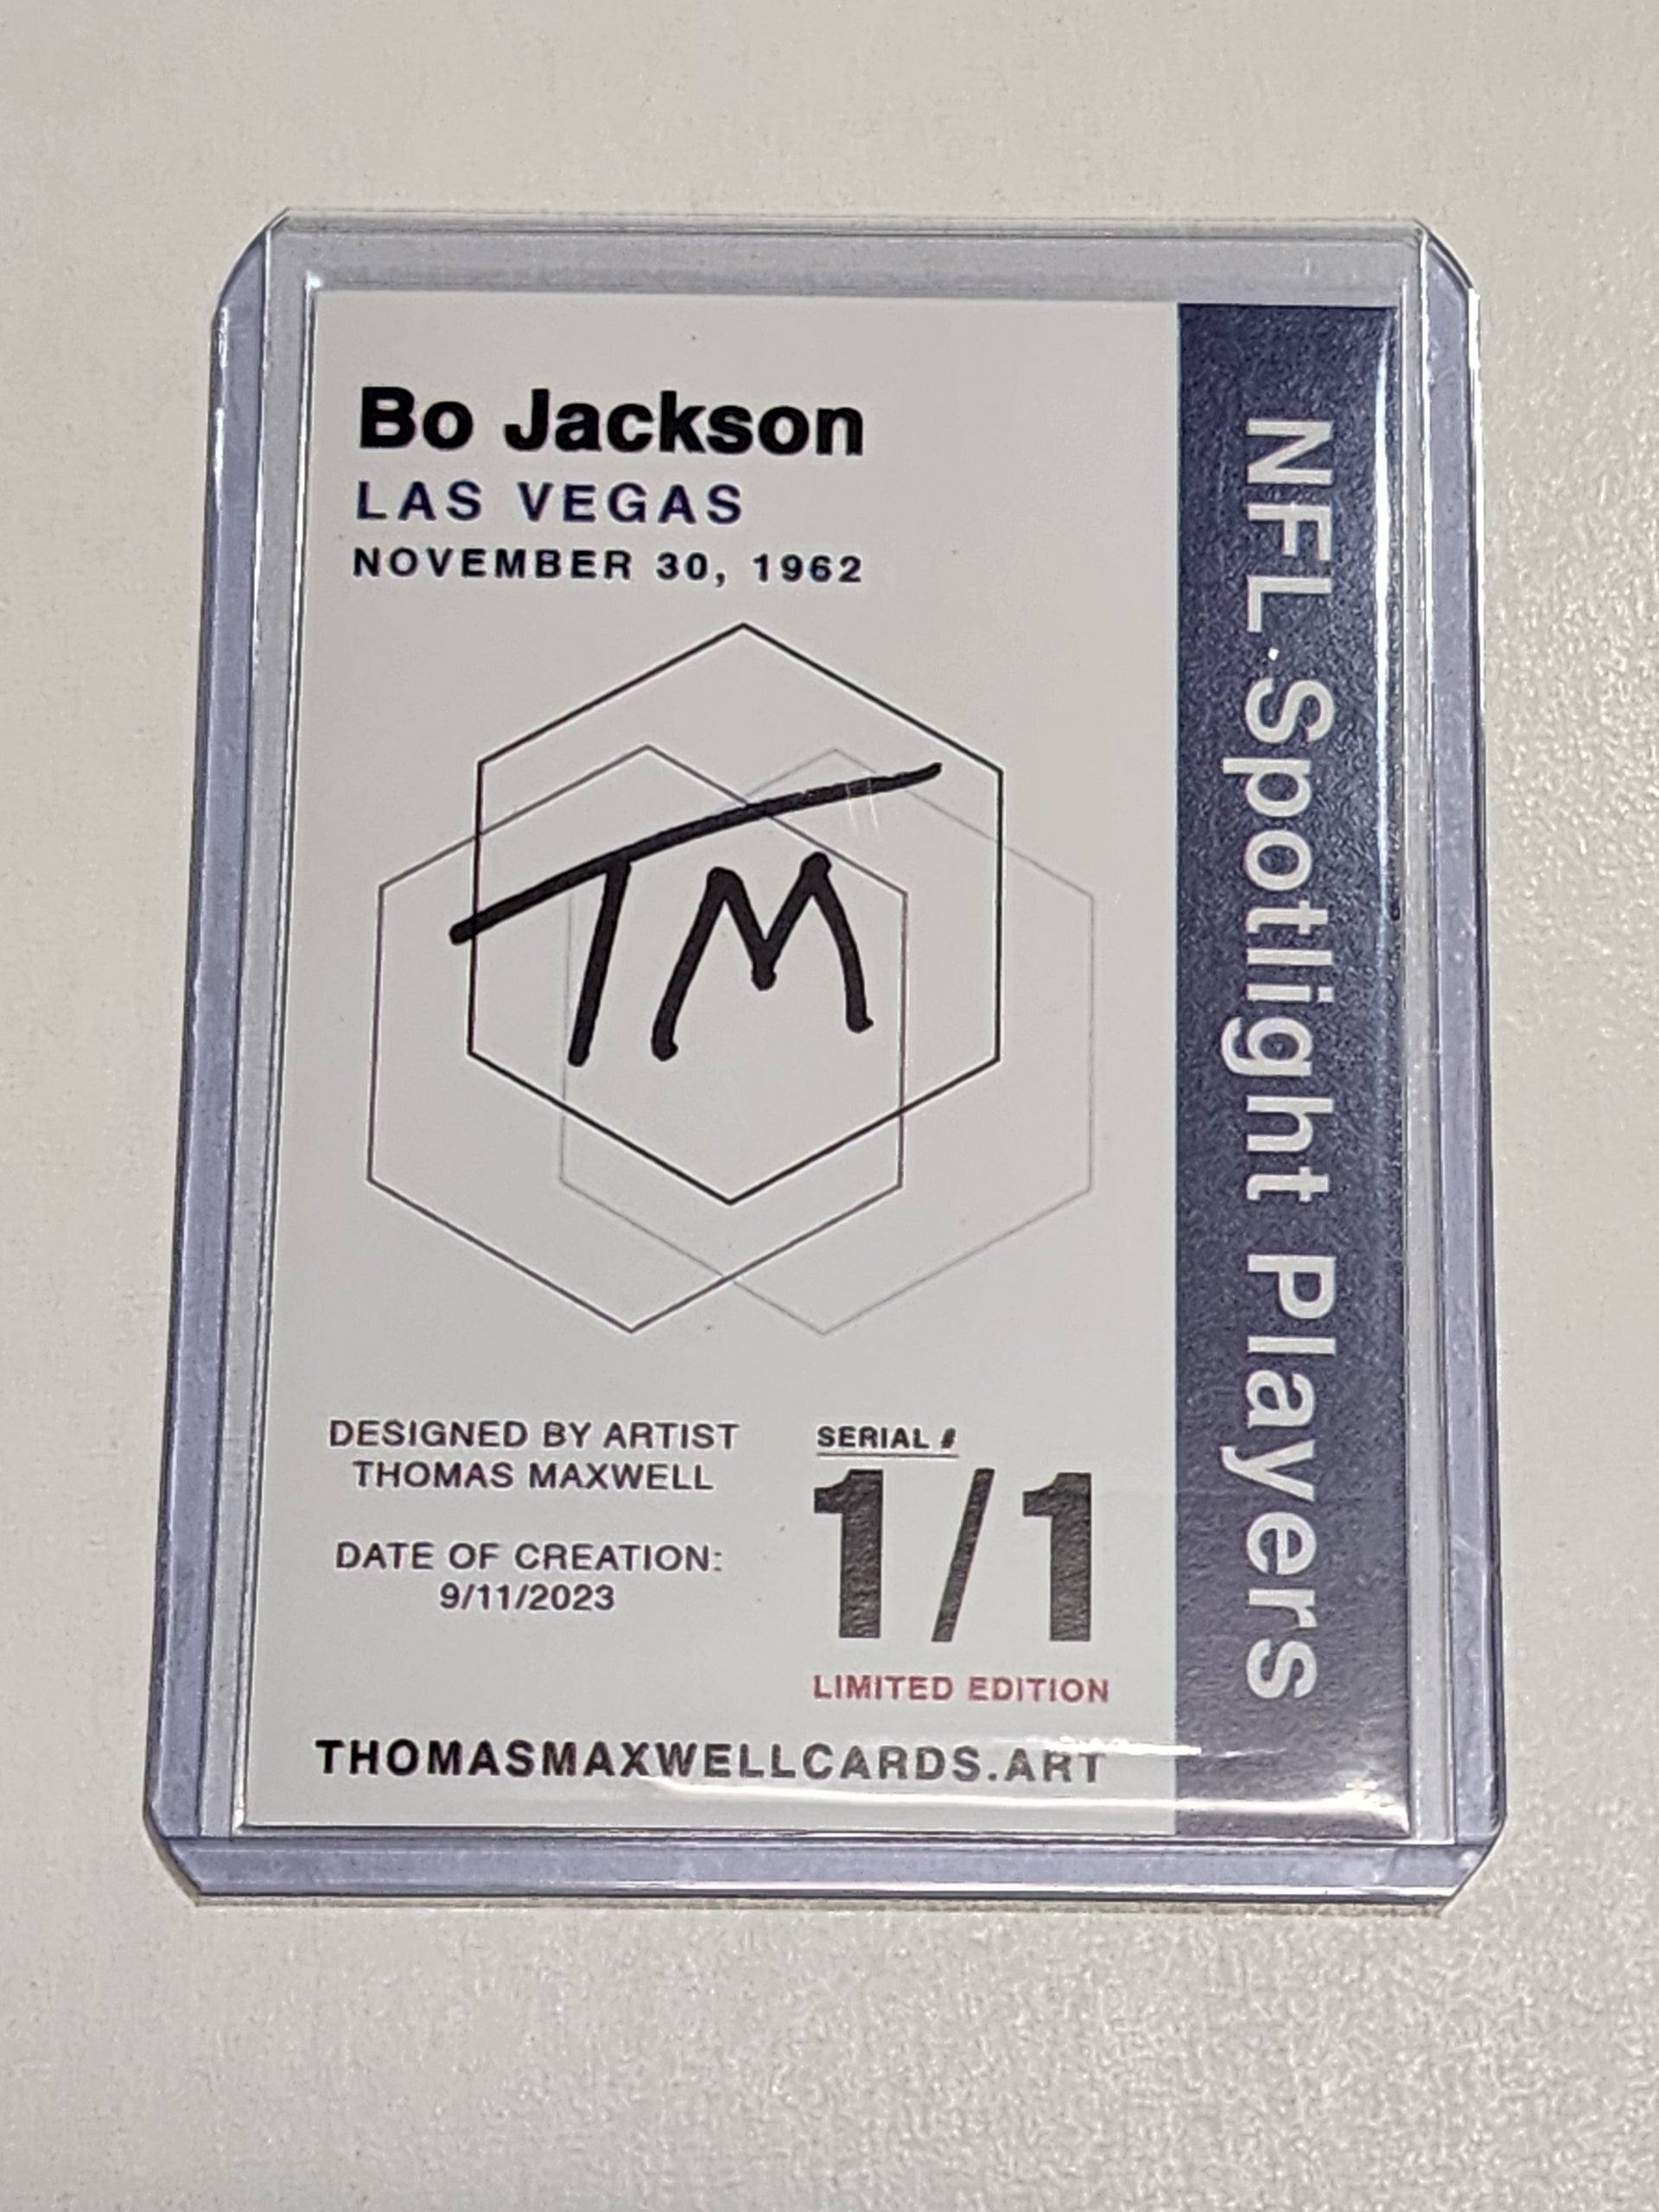 Bo Jackson
LAS VEGAS
NOVEMBER 30, 1962
TM
DESIGNED BY ARTIST
THOMAS MAXWELL
DATE OF CREATION:
9/11/2023
SERIAL #
1/1
LIMITED EDITION
THOMASMAXWELLCARDS.ART
NFL·Spotlight Players